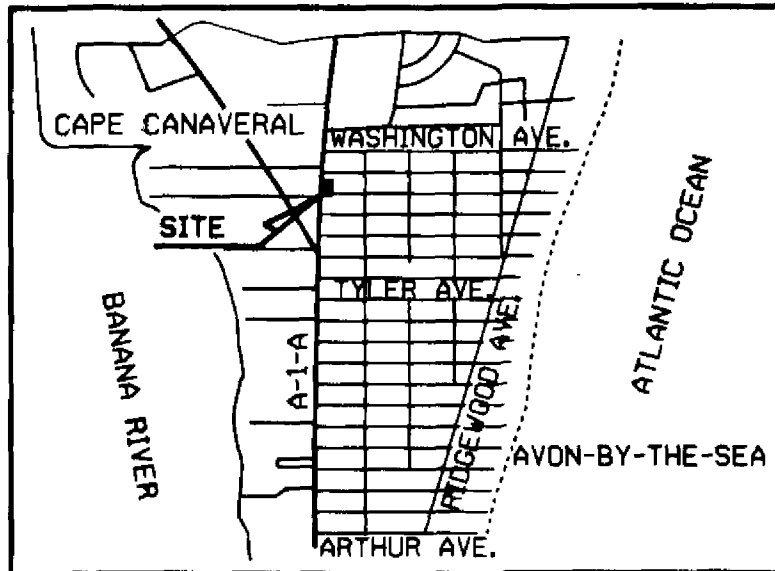 CAPE CANAVERAL
WASHINGTON AVE.
SITE
TYLER AVE.
BANANA RIVER
A-1-A
RIDGEWOOD AVE.
ATLANTIC OCEAN
AVON-BY-THE-SEA
ARTHUR AVE.